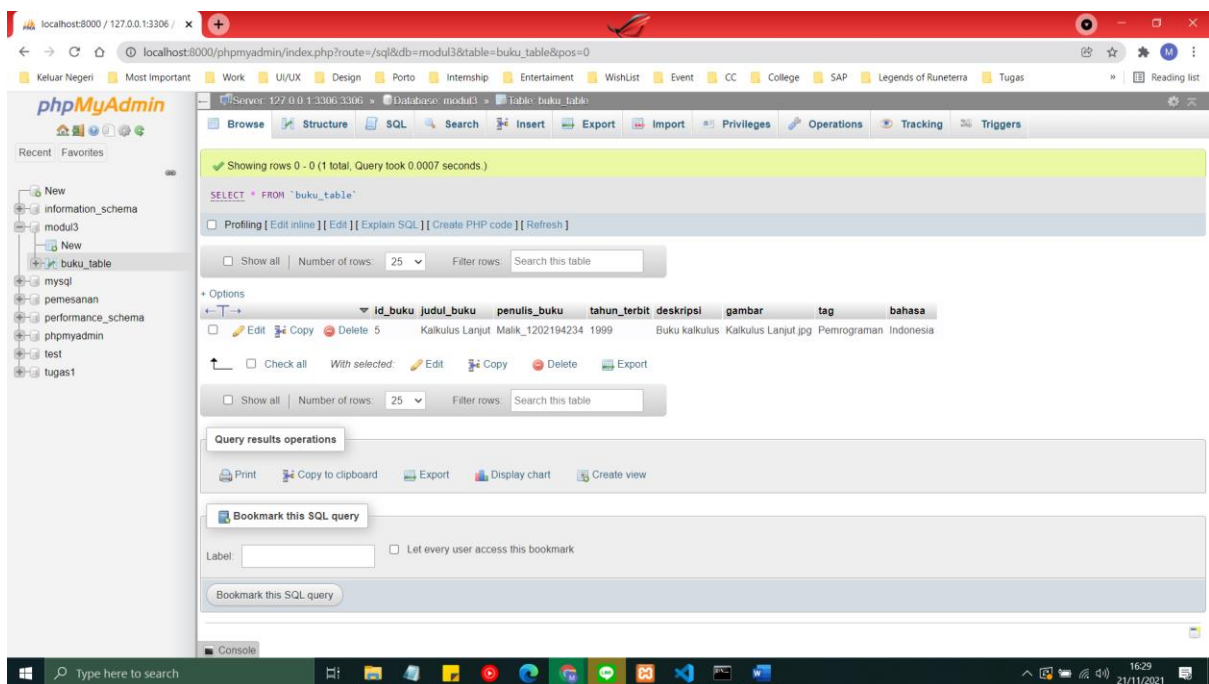 localhost:8000 / 127.0.0.1:3306 /
localhost:8000/phpmyadmin/index.php?route=/sql&db=modul3&table=buku_table&pos=0
Keluar Negeri Most Important Work UI/UX Design Porto Internship Entertaiment WishList Event CC College SAP Legends of Runeterra Tugas » Reading list
phpMyAdmin
Recent Favorites
New
information_schema
modul3
New
buku_table
mysql
pemesanan
performance_schema
phpmyadmin
test
tugas1
Server: 127.0.0.1:3306:3306 » Database: modul3 » Table: buku_table
Browse Structure SQL Search Insert Export Import Privileges Operations Tracking Triggers
Showing rows 0 - 0 (1 total, Query took 0.0007 seconds.)
SELECT * FROM `buku_table`
Profiling [ Edit inline ] [ Edit ] [ Explain SQL ] [ Create PHP code ] [ Refresh ]
Show all | Number of rows: 25 Filter rows: Search this table
+ Options
←T→ id_buku judul_buku penulis_buku tahun_terbit deskripsi gambar tag bahasa
Edit Copy Delete 5 Kalkulus Lanjut Malik_1202194234 1999 Buku kalkulus Kalkulus Lanjut.jpg Pemrograman Indonesia
Check all With selected: Edit Copy Delete Export
Show all | Number of rows: 25 Filter rows: Search this table
Query results operations
Print Copy to clipboard Export Display chart Create view
Bookmark this SQL query
Label: Let every user access this bookmark
Bookmark this SQL query
Console
Type here to search
16:29
21/11/2021